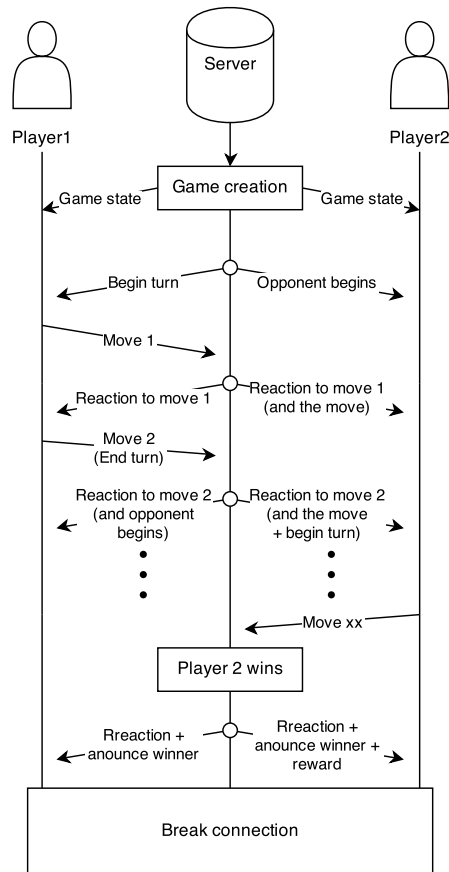 Server
Player1
Player2
Game creation
Game state
Game state
Begin turn
Opponent begins
Move 1
Reaction to move 1
Reaction to move 1
(and the move)
Move 2
(End turn)
Reaction to move 2
(and opponent
begins)
Reaction to move 2
(and the move
+ begin turn)
Move xx
Player 2 wins
Rreaction +
anounce winner
Rreaction +
anounce winner +
reward
Break connection